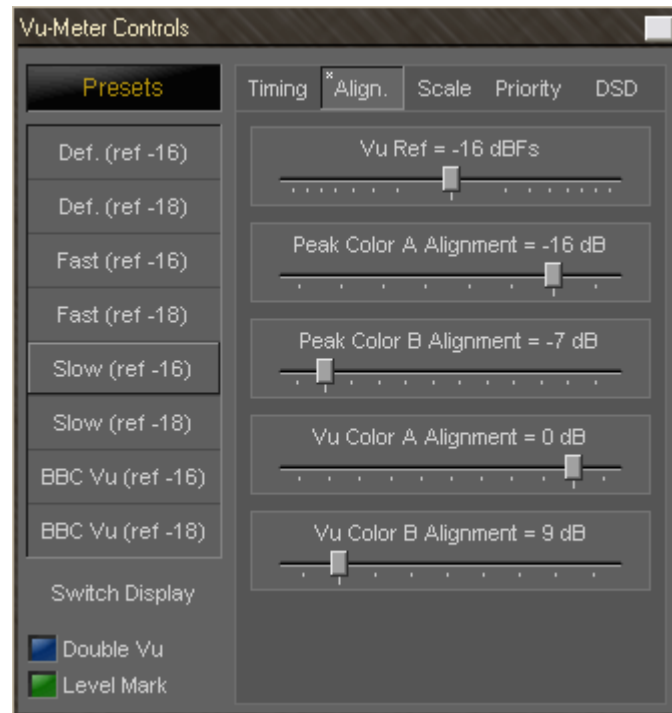 Vu-Meter Controls
Presets
Def. (ref -16)
Def. (ref -18)
Fast (ref -16)
Fast (ref -18)
Slow (ref -16)
Slow (ref -18)
BBC Vu (ref -16)
BBC Vu (ref -18)
Switch Display
Double Vu
Level Mark
Timing *Align. Scale Priority DSD
Vu Ref = -16 dBFs
Peak Color A Alignment = -16 dB
Peak Color B Alignment = -7 dB
Vu Color A Alignment = 0 dB
Vu Color B Alignment = 9 dB